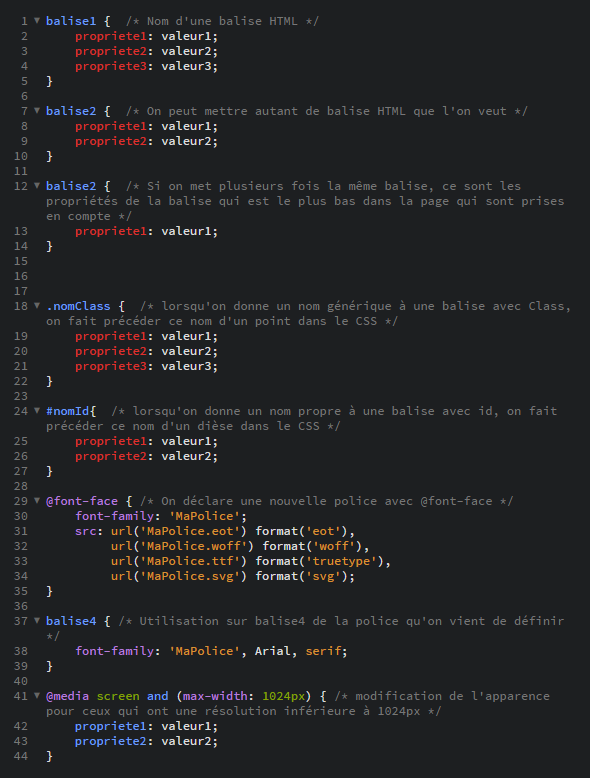 1 balise1 {  /* Nom d'une balise HTML */
2     propriete1: valeur1;
3     propriete2: valeur2;
4     propriete3: valeur3;
5 }
6
7 balise2 {  /* On peut mettre autant de balise HTML que l'on veut */
8     propriete1: valeur1;
9     propriete2: valeur2;
10 }
11
12 balise2 {  /* Si on met plusieurs fois la même balise, ce sont les
propriétés de la balise qui est le plus bas dans la page qui sont prises
en compte */
13     propriete1: valeur1;
14 }
15
16
17
18 .nomClass {  /* lorsqu'on donne un nom générique à une balise avec Class,
on fait précéder ce nom d'un point dans le CSS */
19     propriete1: valeur1;
20     propriete2: valeur2;
21     propriete3: valeur3;
22 }
23
24 #nomId{  /* lorsqu'on donne un nom propre à une balise avec id, on fait
précéder ce nom d'un dièse dans le CSS */
25     propriete1: valeur1;
26     propriete2: valeur2;
27 }
28
29 @font-face { /* On déclare une nouvelle police avec @font-face */
30     font-family: 'MaPolice';
31     src: url('MaPolice.eot') format('eot'),
32          url('MaPolice.woff') format('woff'),
33          url('MaPolice.ttf') format('truetype'),
34          url('MaPolice.svg') format('svg');
35 }
36
37 balise4 { /* Utilisation sur balise4 de la police qu'on vient de définir
*/
38     font-family: 'MaPolice', Arial, serif;
39 }
40
41 @media screen and (max-width: 1024px) { /* modification de l'apparence
pour ceux qui ont une résolution inférieure à 1024px */
42     propriete1: valeur1;
43     propriete2: valeur2;
44 }